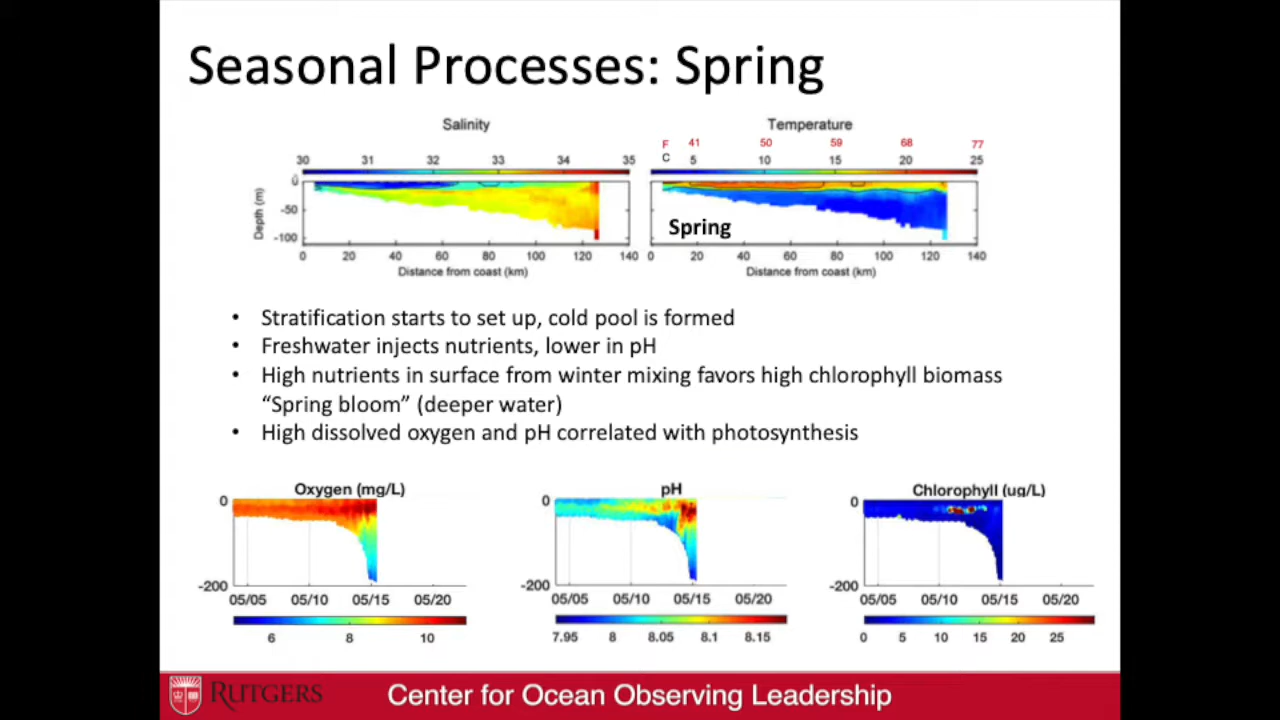 Seasonal Processes: Spring
Salinity
30 31 32 33 34 35
0
-50
-100
Depth (m)
0 20 40 60 80 100 120 140
Distance from coast (km)
Temperature
F 41 50 59 68 77
C 5 10 15 20 25
Spring
0 20 40 60 80 100 120 140
Distance from coast (km)
• Stratification starts to set up, cold pool is formed
• Freshwater injects nutrients, lower in pH
• High nutrients in surface from winter mixing favors high chlorophyll biomass
“Spring bloom” (deeper water)
• High dissolved oxygen and pH correlated with photosynthesis
Oxygen (mg/L)
0
-200
05/05 05/10 05/15 05/20
6 8 10
pH
0
-200
05/05 05/10 05/15 05/20
7.95 8 8.05 8.1 8.15
Chlorophyll (ug/L)
0
-200
05/05 05/10 05/15 05/20
0 5 10 15 20 25
RUTGERS
Center for Ocean Observing Leadership